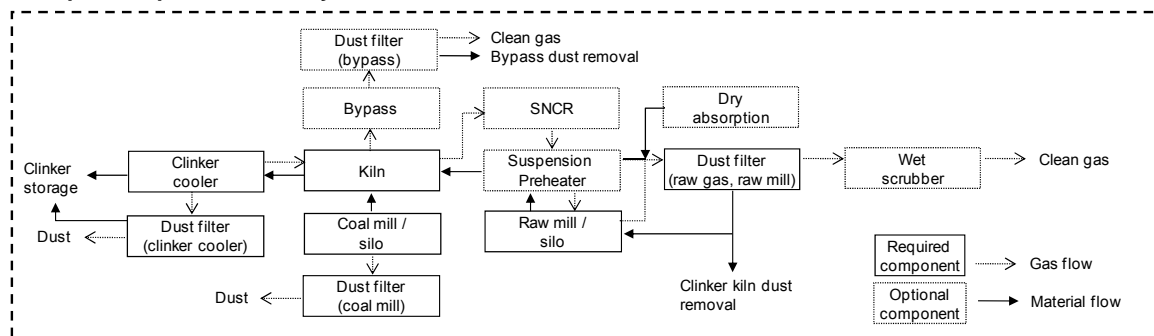 Dust filter
(bypass)
Clean gas
Bypass dust removal
Bypass
SNCR
Dry
absorption
Clinker
storage
Clinker
cooler
Kiln
Suspension
Preheater
Dust filter
(raw gas, raw mill)
Wet
scrubber
Clean gas
Dust
Dust filter
(clinker cooler)
Coal mill /
silo
Raw mill /
silo
Dust
Dust filter
(coal mill)
Clinker kiln dust
removal
Required
component
Gas flow
Optional
component
Material flow